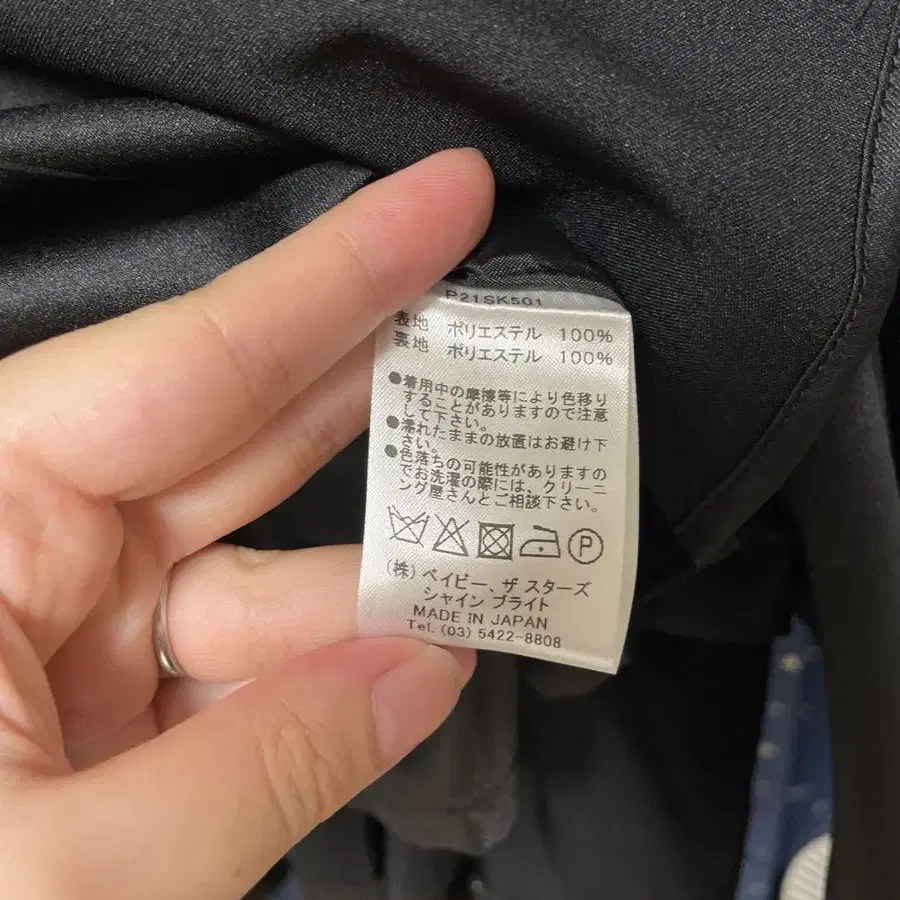 P21SK501
表地 ポリエステル 100%
裏地 ポリエステル 100%
●着用中の摩擦等により色移り
することがありますので注意
して下さい。
●濡れたままの放置はお避け下
さい。
●色落ちの可能性がありますの
でお洗濯の際には、クリーニ
ング屋さんとご相談下さい。
P
(株) ベイビー、ザ スターズ
シャイン ブライト
MADE IN JAPAN
Tel. (03) 5422-8808